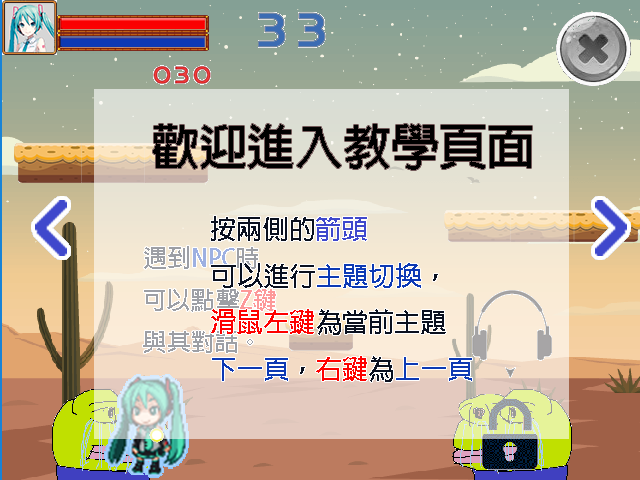 33
030
歡迎進入教學頁面
按兩側的箭頭
遇到NPC時
可以進行主題切換，
可以點擊Z鍵
滑鼠左鍵為當前主題
與其對話。
下一頁，右鍵為上一頁